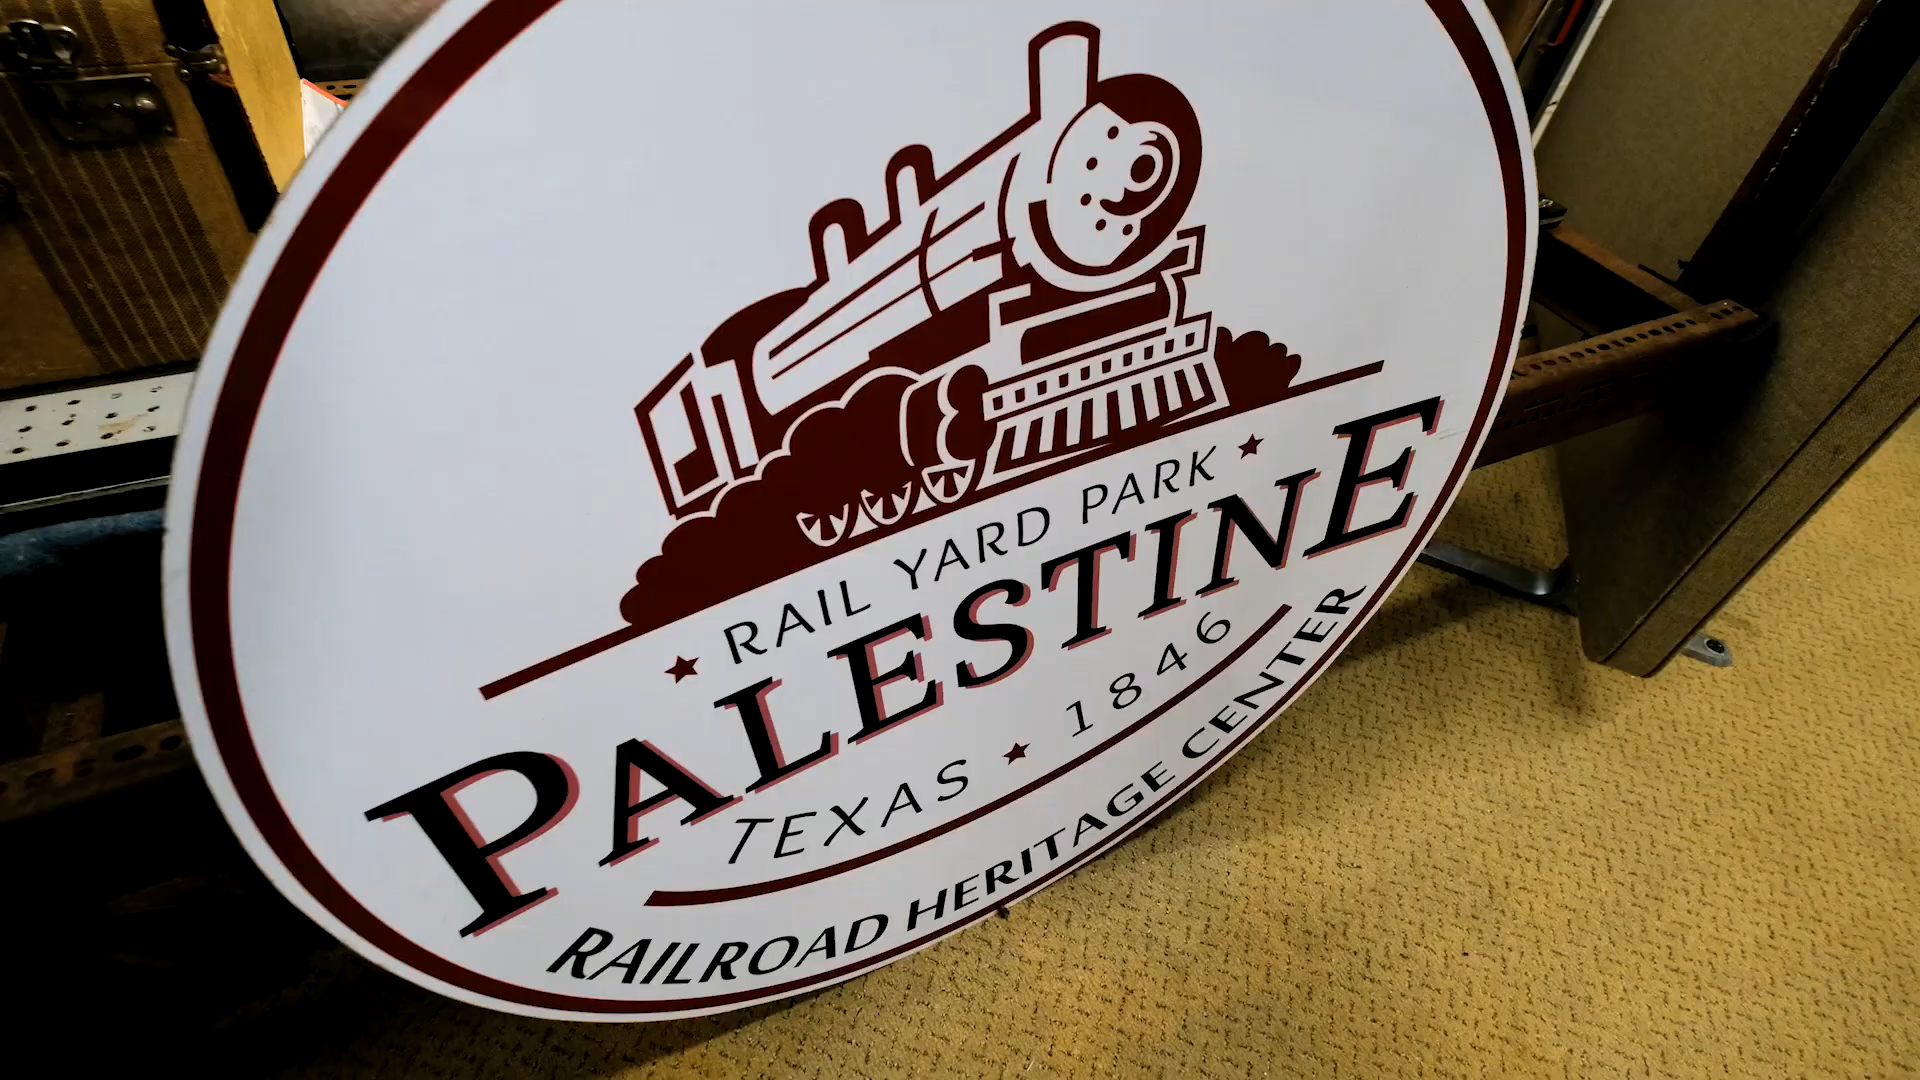 ★ RAIL YARD PARK ★
PALESTINE
TEXAS ★ 1846
RAILROAD HERITAGE CENTER